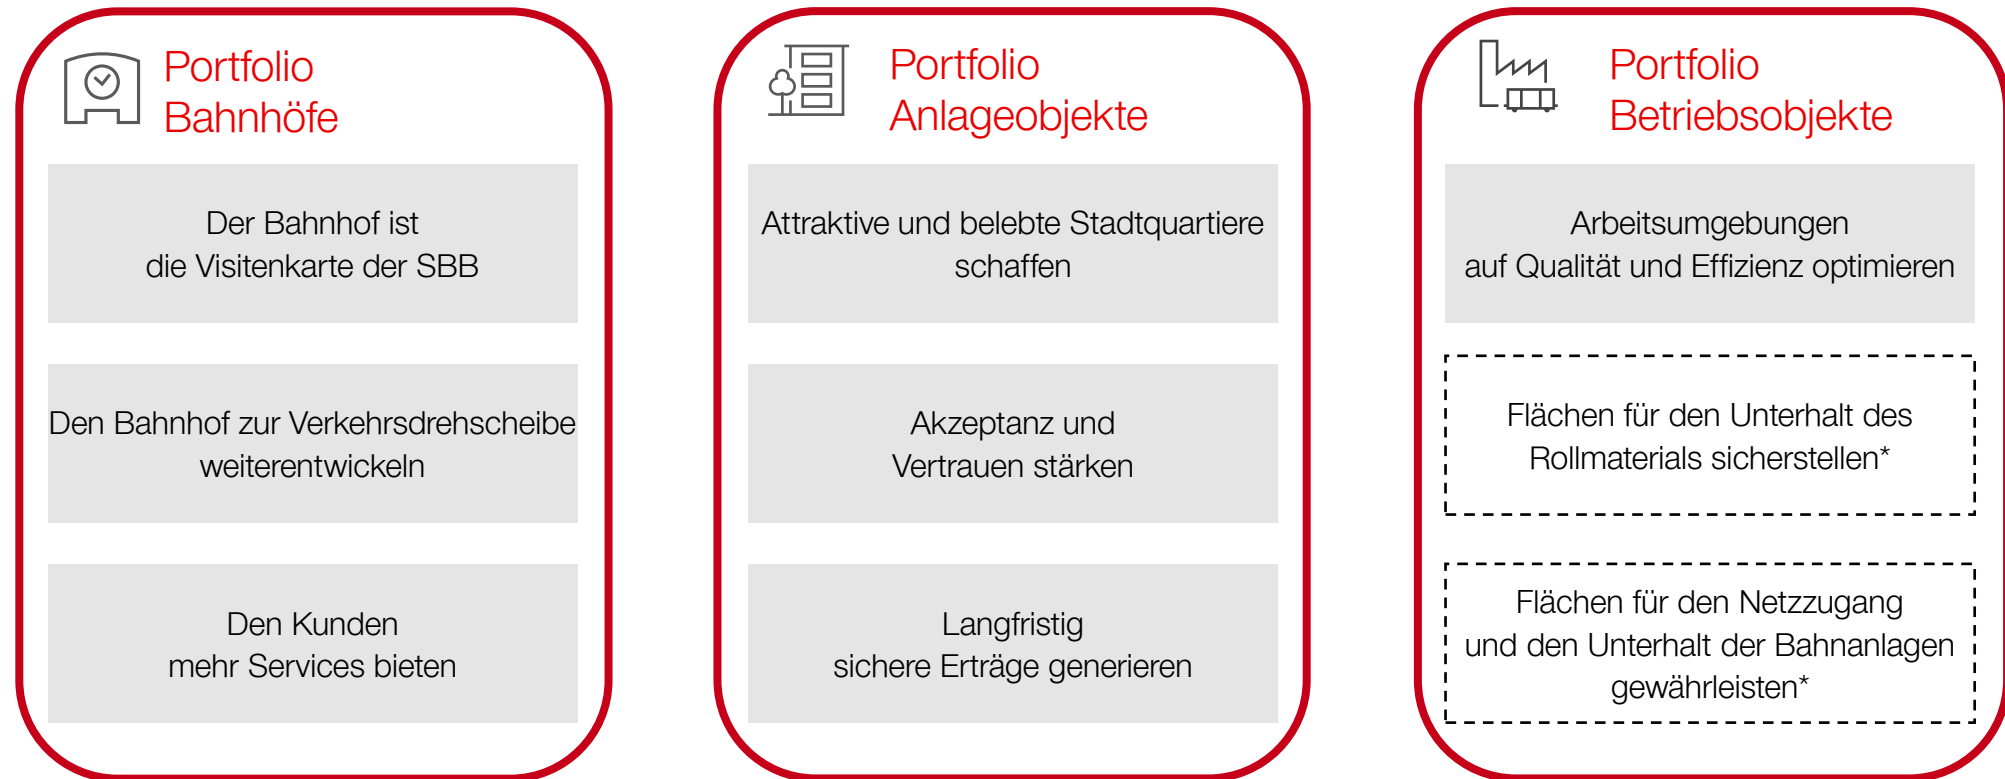 Portfolio
Bahnhöfe
Der Bahnhof ist
die Visitenkarte der SBB
Den Bahnhof zur Verkehrsdrehscheibe
weiterentwickeln
Den Kunden
mehr Services bieten
Portfolio
Anlageobjekte
Attraktive und belebte Stadtquartiere
schaffen
Akzeptanz und
Vertrauen stärken
Langfristig
sichere Erträge generieren
Portfolio
Betriebsobjekte
Arbeitsumgebungen
auf Qualität und Effizienz optimieren
Flächen für den Unterhalt des
Rollmaterials sicherstellen*
Flächen für den Netzzugang
und den Unterhalt der Bahnanlagen
gewährleisten*